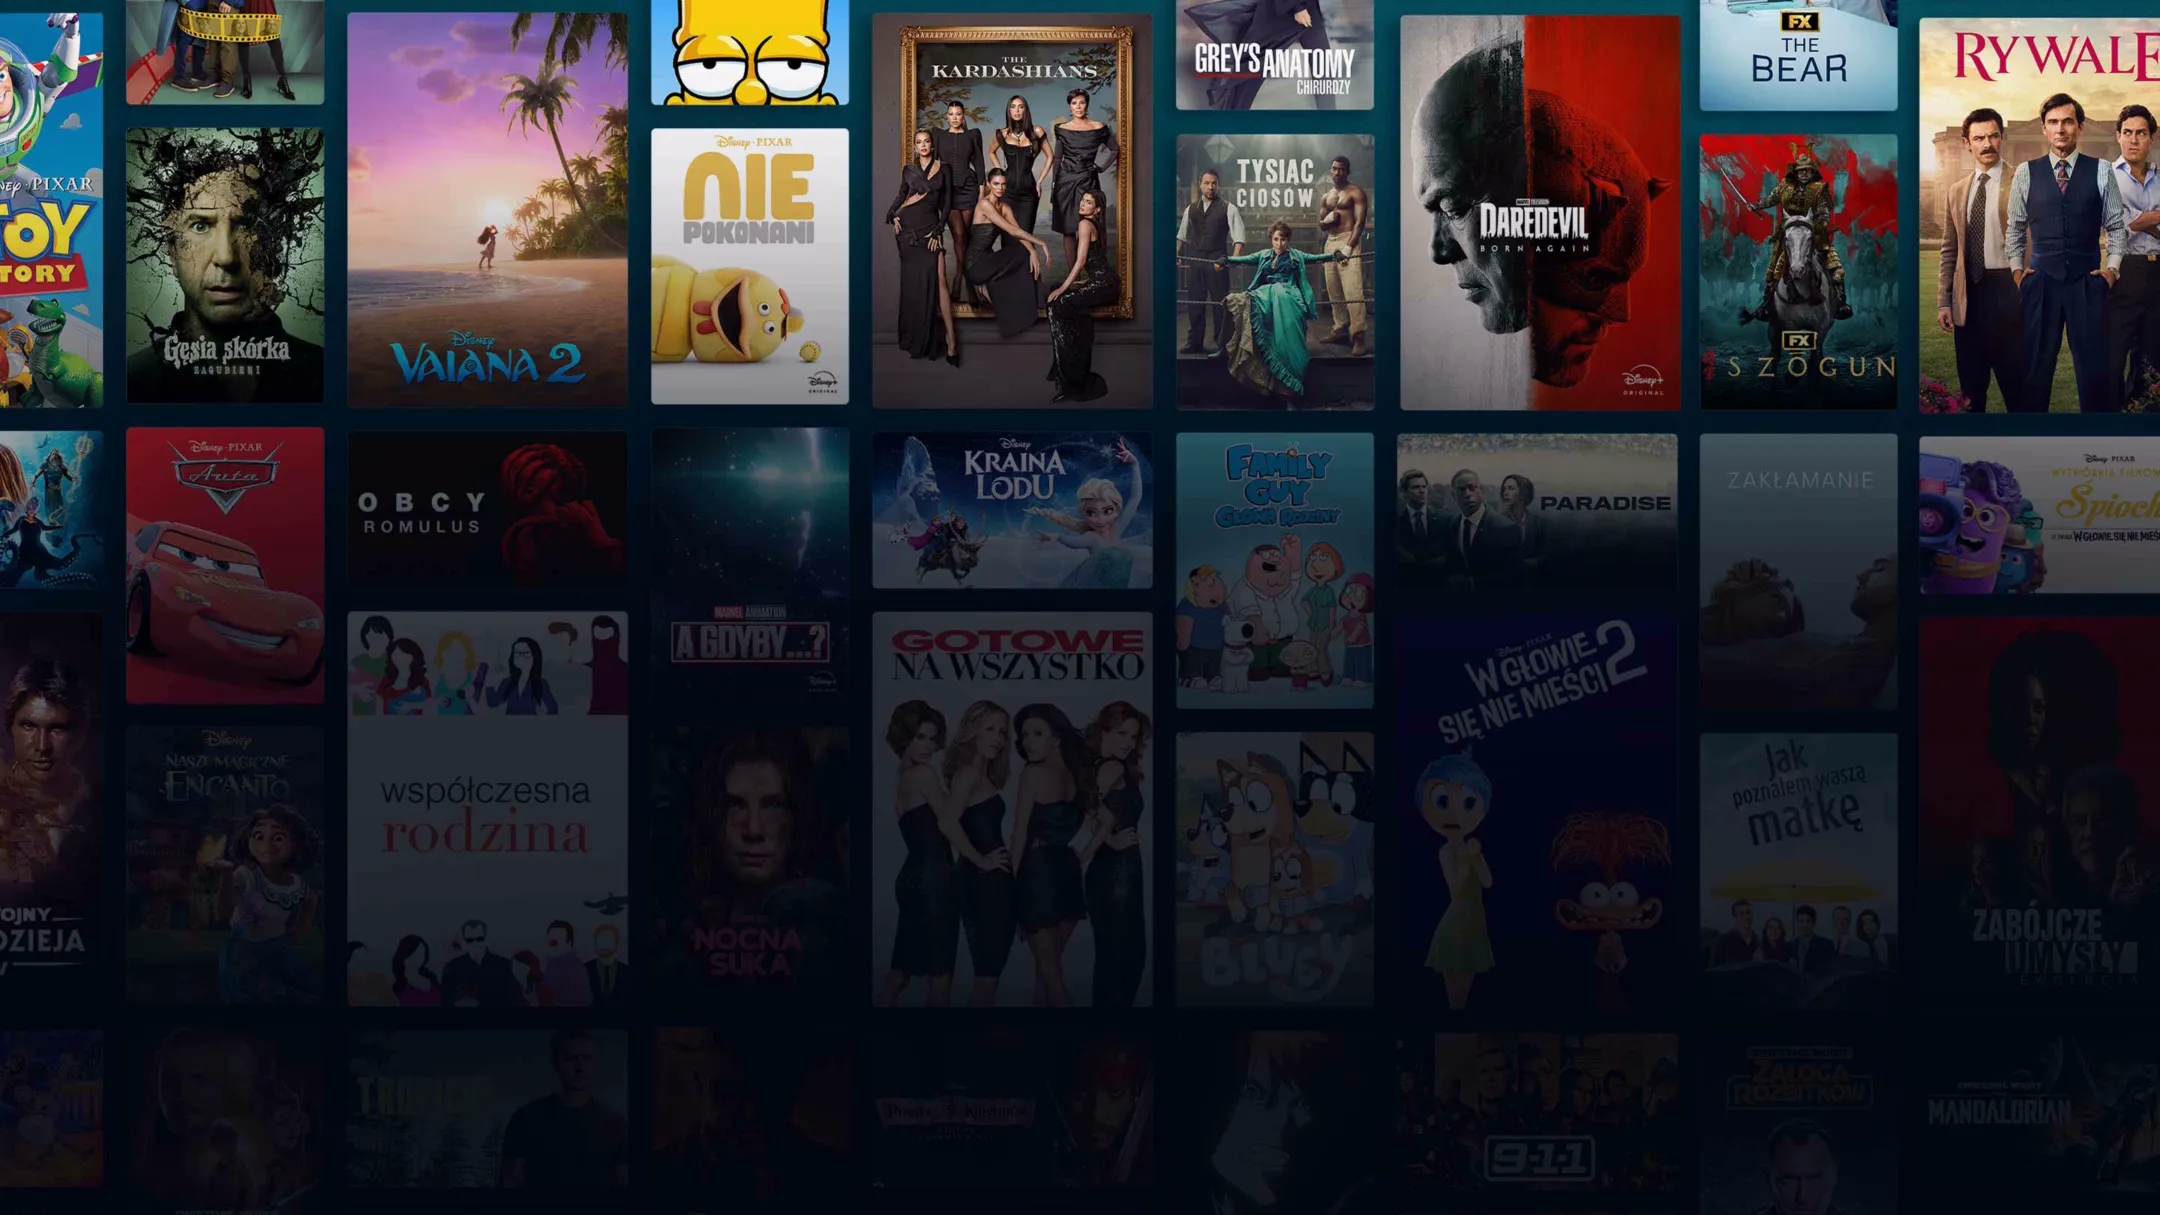 NEY·PIXAR
TOY
STORY
OJNY
DZIEJA
Gęsia skórka
ZAGUBIENI
Disney·PIXAR
Auta
Disney
NASZE MAGICZNE
ENCANTO
Disney
VAIANA 2
OBCY
ROMULUS
współczesna
rodzina
Disney·PIXAR
NIE
POKONANI
Disney+
ORIGINAL
MARVEL ANIMATION
A GDYBY...?
Disney+
NOCNA
SUKA
THE
KARDASHIANS
Disney
KRAINA
LODU
GOTOWE
NA WSZYSTKO
GREY'S ANATOMY
CHIRURDZY
TYSIĄC
CIOSÓW
FAMILY
GUY
GŁOWA RODZINY
BLUEY
DAREDEVIL
BORN AGAIN
Disney+
ORIGINAL
PARADISE
Disney·PIXAR
W GŁOWIE
SIĘ NIE MIEŚCI 2
9-1-1
FX
THE
BEAR
FX
SZŌGUN
ZAKŁAMANIE
Jak
poznałem waszą
matkę
ZAŁOGA
ROZBITKÓW
RYWALE
Disney·PIXAR
Śpioch
W GŁOWIE SIĘ NIE MIEŚ
ZABÓJCZE
UMYSŁY
EWOLUCJA
MANDALORIAN